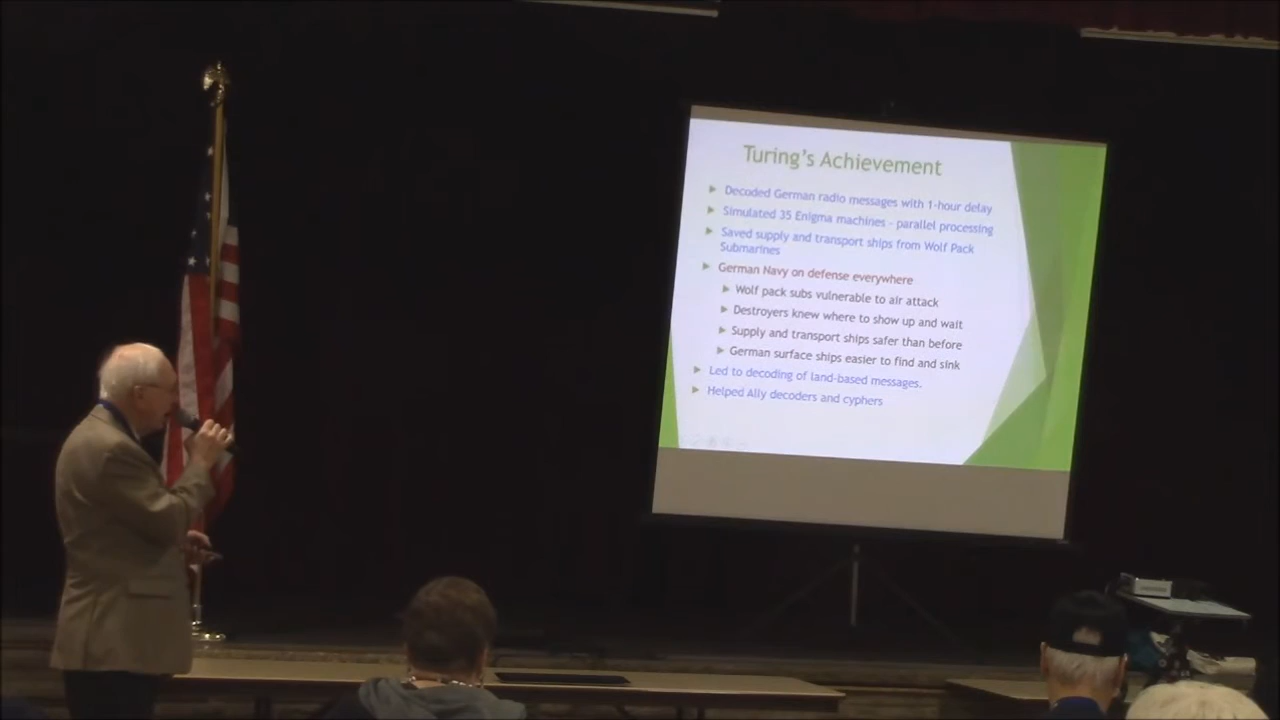 Turing's Achievement
Decoded German radio messages with 1-hour delay
Simulated 35 Enigma machines - parallel processing
Saved supply and transport ships from Wolf Pack
Submarines
German Navy on defense everywhere
Wolf pack subs vulnerable to air attack
Destroyers knew where to show up and wait
Supply and transport ships safer than before
German surface ships easier to find and sink
Led to decoding of land-based messages.
Helped Ally decoders and cyphers